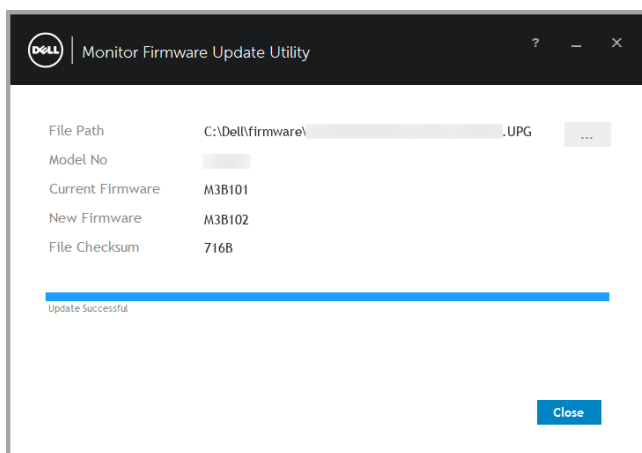 DELL Monitor Firmware Update Utility ? _ ×
File Path C:\Dell\firmware\ .UPG ...
Model No
Current Firmware M3B101
New Firmware M3B102
File Checksum 716B
Update Successful
Close